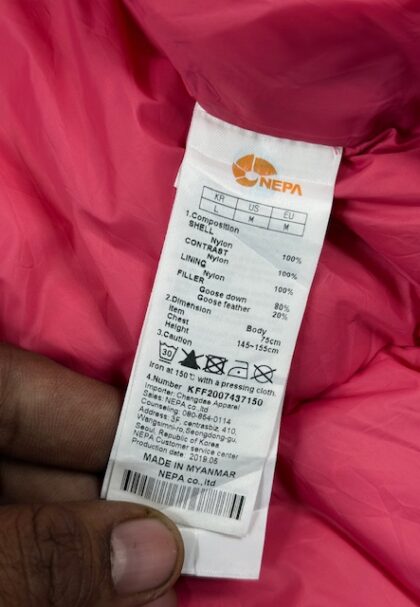 NEPA
KR US EU
L M M
1.Composition
SHELL
Nylon 100%
CONTRAST
Nylon 100%
LINING
Nylon 100%
FILLER
Goose down 80%
Goose feather 20%
2.Dimension
Item Body
Chest 75cm
Height 145~155cm
3.Caution
30
Iron at 150℃ with a pressing cloth.
4.Number KFF2007437150
Importer: Changdae Apparel
Sales: NEPA co.,ltd
Counseling: 080-854-0114
Address: 3F, centrasbiz, 410,
Wangsimni-ro, Seongdong-gu,
Seoul, Republic of Korea
NEPA Customer service center
Production date : 2019.05
MADE IN MYANMAR
NEPA co.,ltd